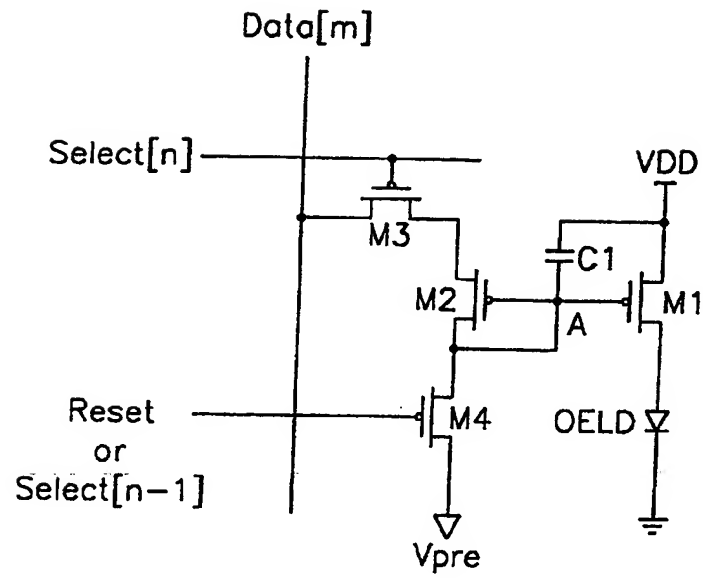 Data[m]
Select[n]
VDD
M3
C1
M2
A
M1
Reset
or
Select[n-1]
M4
OELD
Vpre